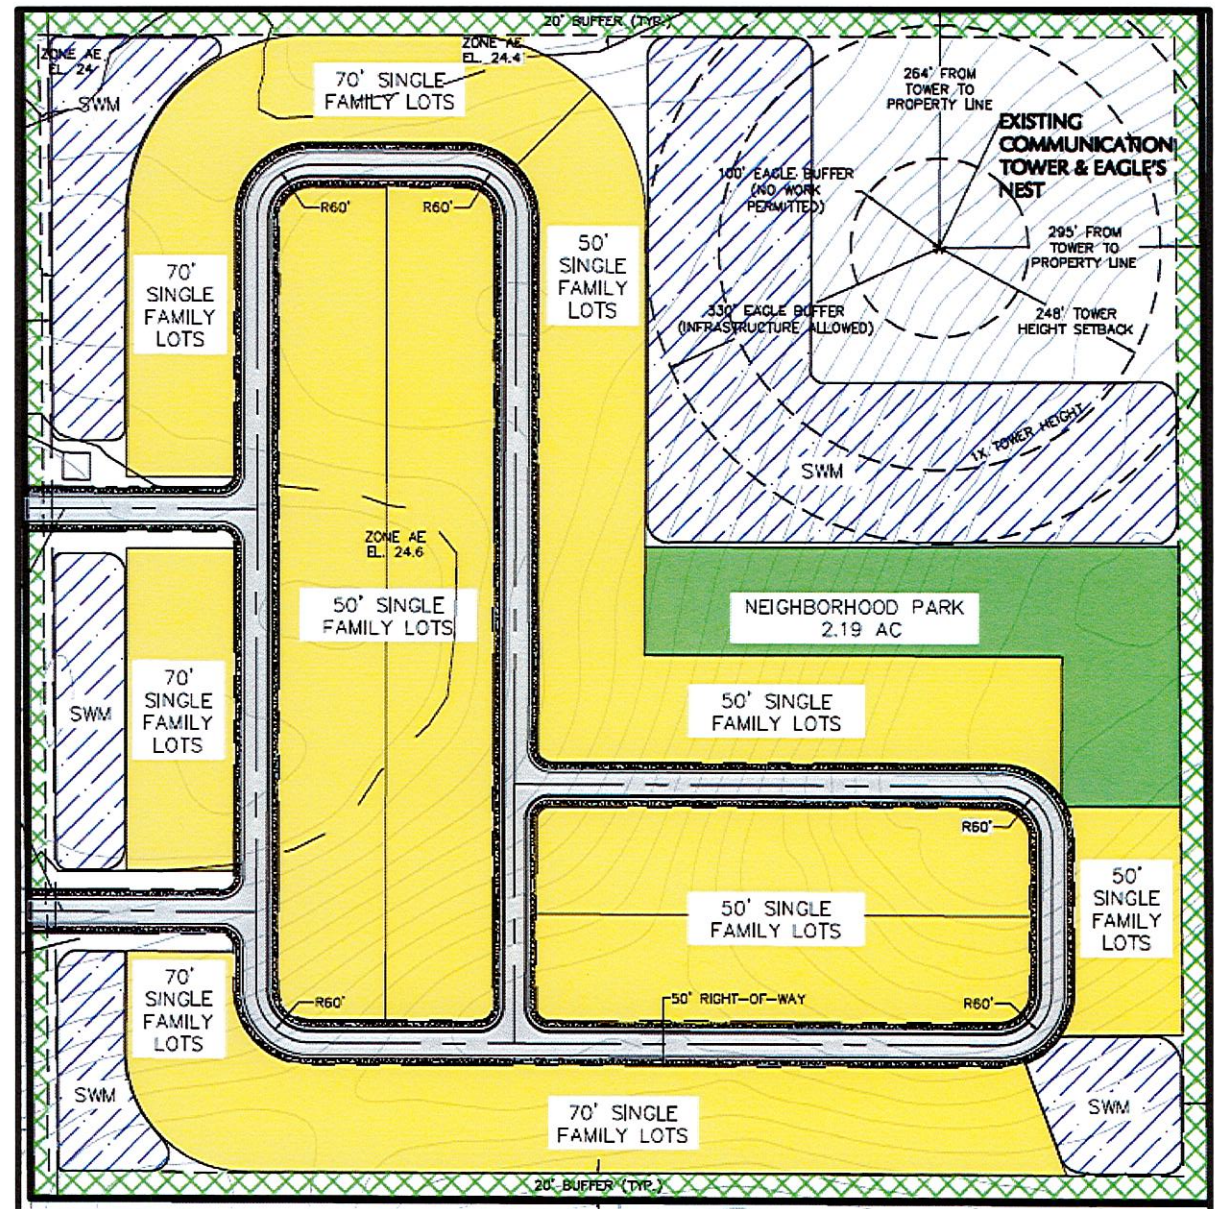 20' BUFFER (TYP.)
ZONE AE
EL. 24
SWM
ZONE AE
EL. 24.4
70' SINGLE
FAMILY LOTS
264' FROM
TOWER TO
PROPERTY LINE
EXISTING
COMMUNICATION
TOWER & EAGLE'S
NEST
100' EAGLE BUFFER
(NO WORK
PERMITTED)
R60'
R60'
295' FROM
TOWER TO
PROPERTY LINE
50'
SINGLE
FAMILY
LOTS
70'
SINGLE
FAMILY
LOTS
330' EAGLE BUFFER
(INFRASTRUCTURE ALLOWED)
248' TOWER
HEIGHT SETBACK
1X TOWER HEIGHT
SWM
ZONE AE
EL. 24.6
50' SINGLE
FAMILY LOTS
NEIGHBORHOOD PARK
2.19 AC
70'
SINGLE
FAMILY
LOTS
SWM
50' SINGLE
FAMILY LOTS
R60'
50'
SINGLE
FAMILY
LOTS
50' SINGLE
FAMILY LOTS
70'
SINGLE
FAMILY
LOTS
R60'
50' RIGHT-OF-WAY
R60'
SWM
SWM
70' SINGLE
FAMILY LOTS
20' BUFFER (TYP.)